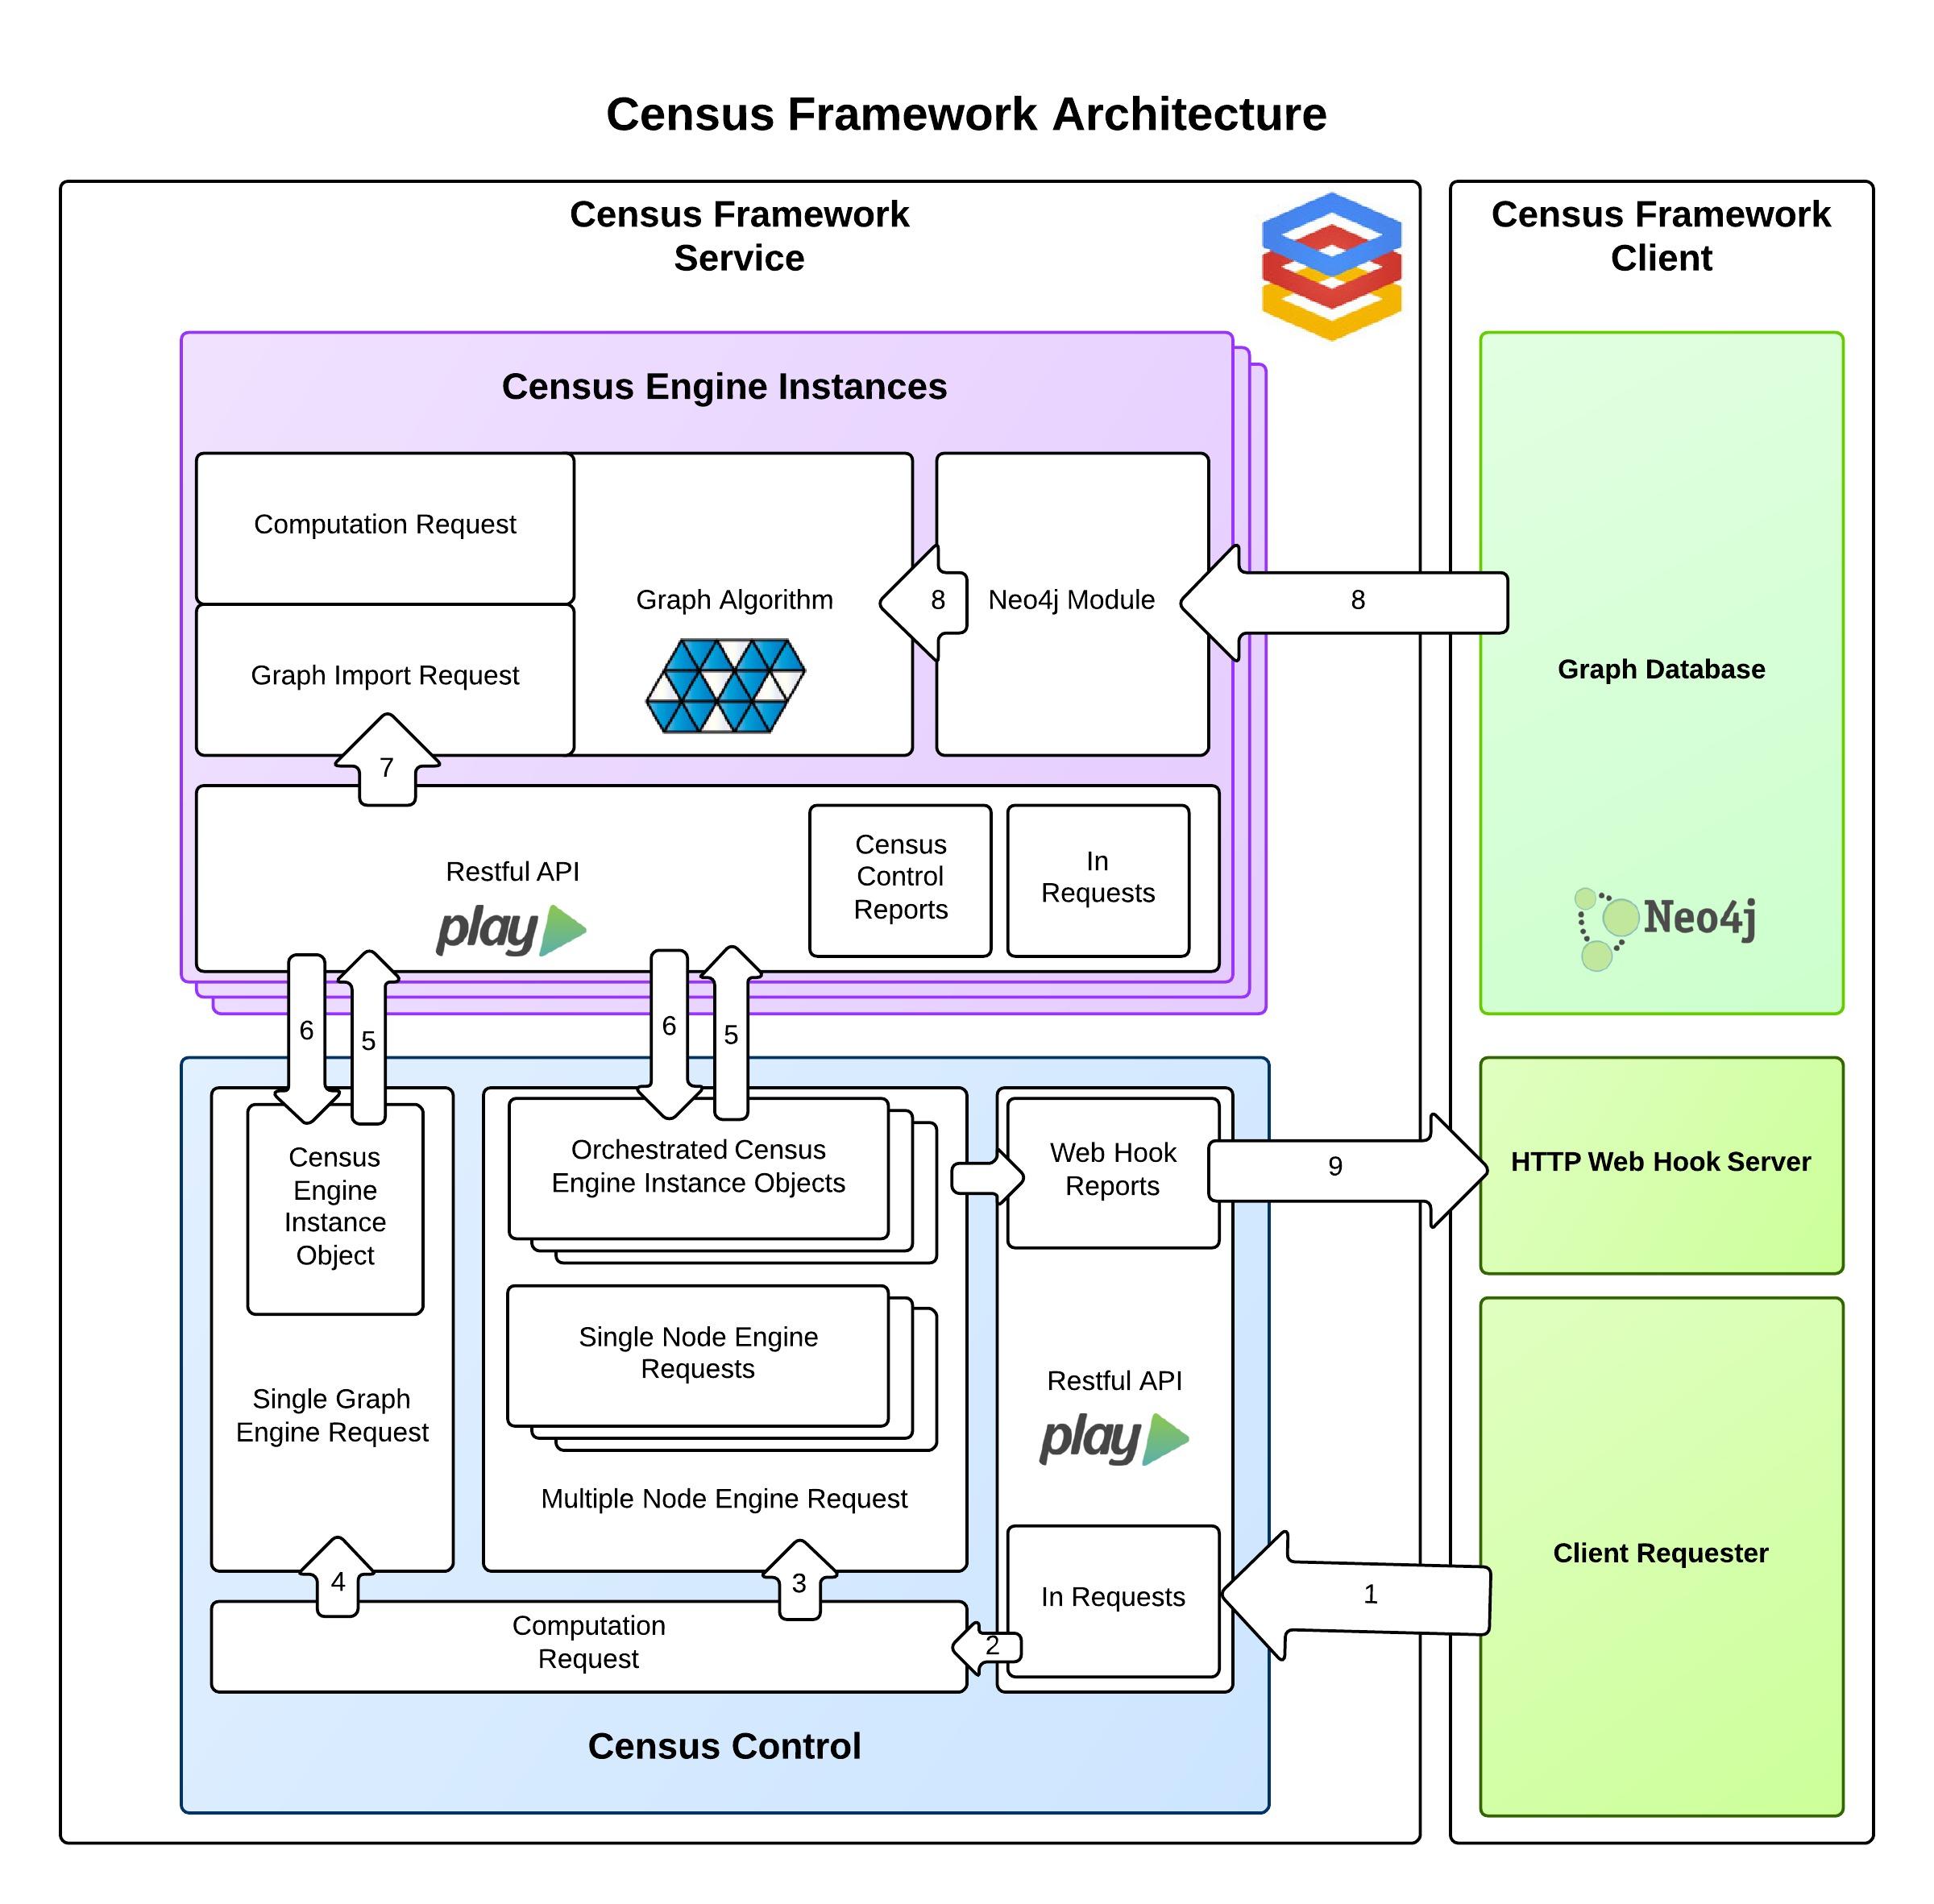 Census Framework Architecture
Census Framework
Service
Census Framework
Client
Census Engine Instances
Computation Request
Graph Import Request
Graph Algorithm
8
Neo4j Module
8
Graph Database
Neo4j
7
Restful API
play
Census
Control
Reports
In
Requests
6
5
6
5
Census
Engine
Instance
Object
Single Graph
Engine Request
Orchestrated Census
Engine Instance Objects
Single Node Engine
Requests
Multiple Node Engine Request
Web Hook
Reports
9
HTTP Web Hook Server
Restful API
play
In Requests
1
Client Requester
4
3
2
Computation
Request
Census Control